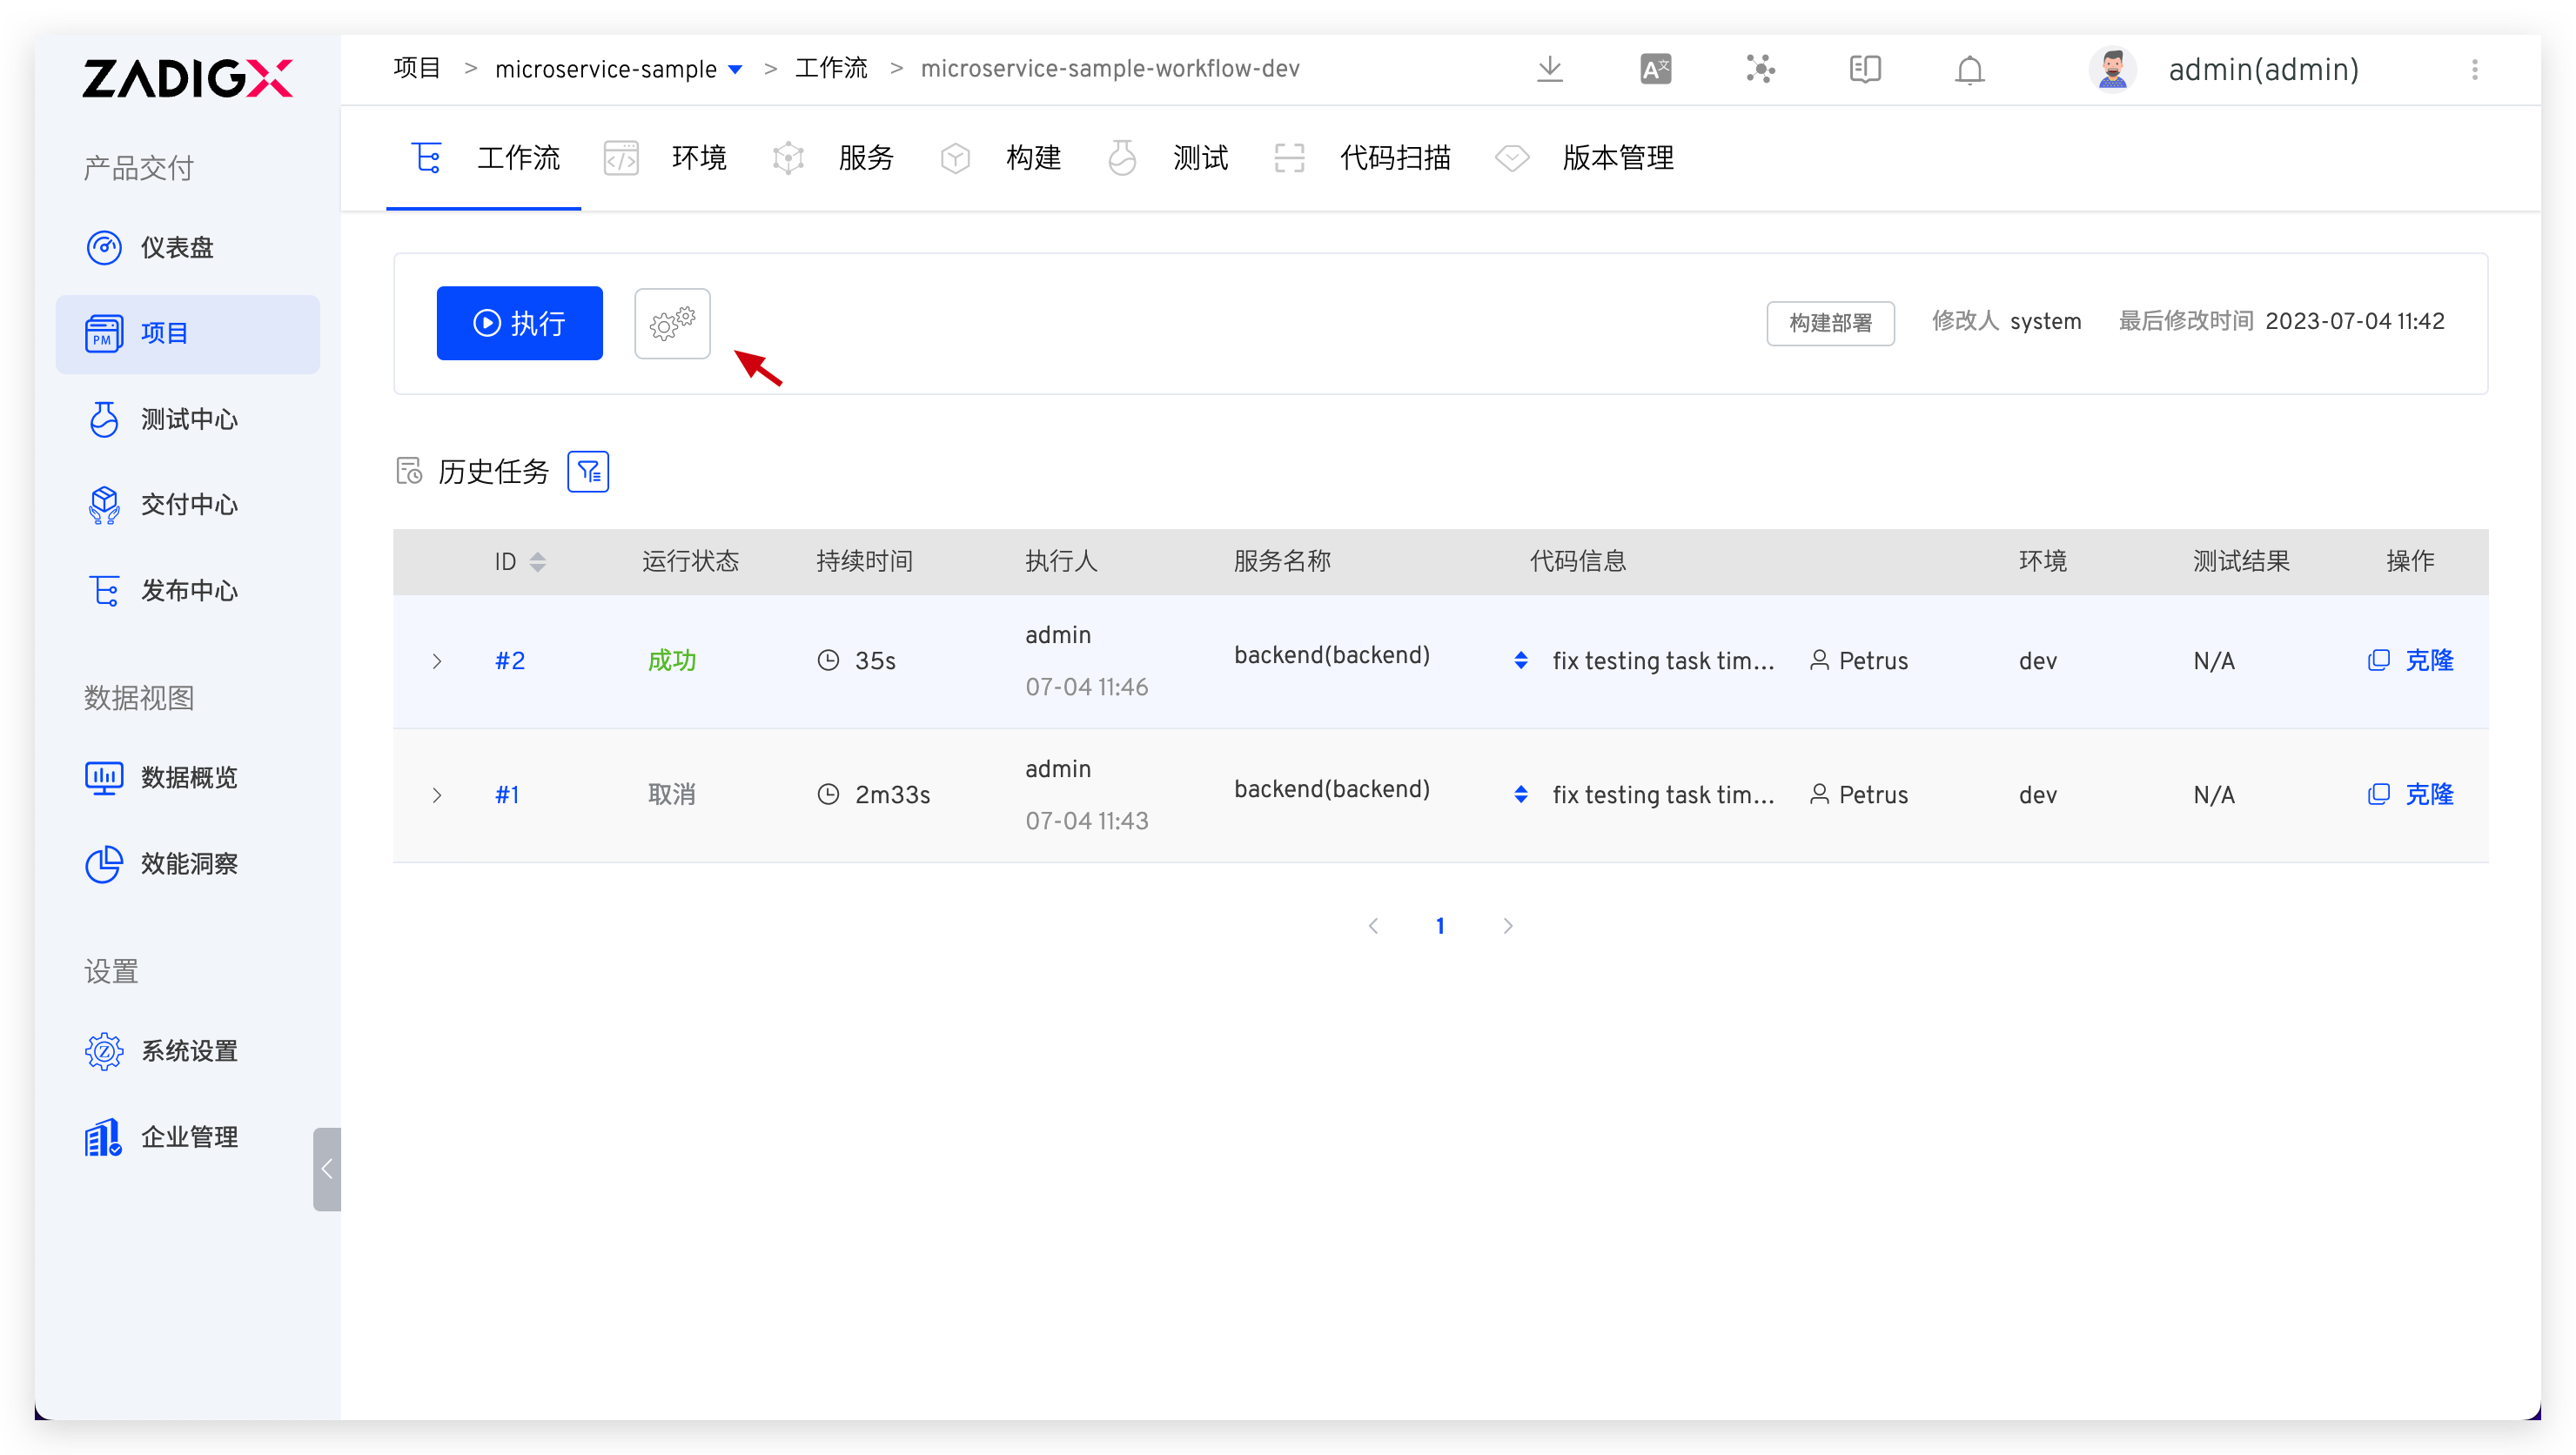 ZADIGX
项目 > microservice-sample > 工作流 > microservice-sample-workflow-dev
A文
admin(admin)
工作流 环境 服务 构建 测试 代码扫描 版本管理
产品交付
仪表盘
PM 项目
测试中心
交付中心
发布中心
数据视图
数据概览
效能洞察
设置
Z 系统设置
企业管理
执行
构建部署 修改人 system 最后修改时间 2023-07-04 11:42
历史任务
ID 运行状态 持续时间 执行人 服务名称 代码信息 环境 测试结果 操作
#2 成功 35s admin backend(backend) fix testing task tim... Petrus dev N/A 克隆
07-04 11:46
#1 取消 2m33s admin backend(backend) fix testing task tim... Petrus dev N/A 克隆
07-04 11:43
< 1 >